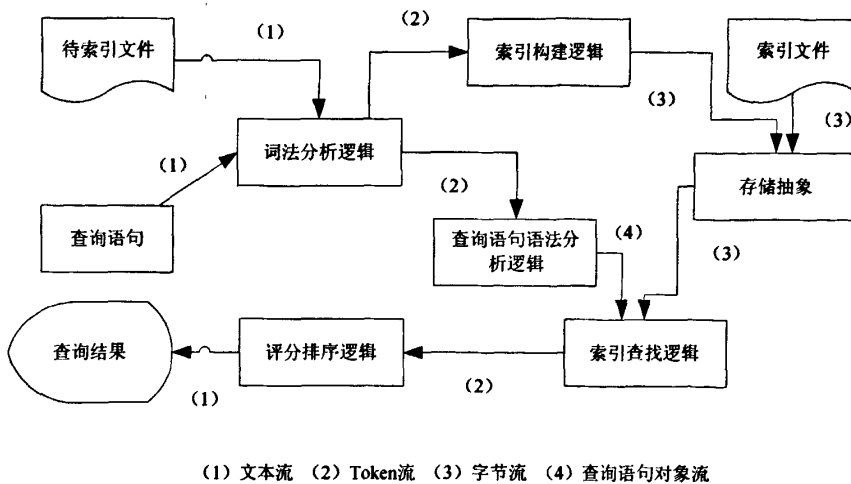 待索引文件
(1)
(2)
索引构建逻辑
索引文件
(3)
(3)
词法分析逻辑
(1)
(2)
存储抽象
查询语句
查询语句语法分
析逻辑
(4)
(3)
查询结果
评分排序逻辑
索引查找逻辑
(1)
(2)
(1) 文本流 (2) Token流 (3) 字节流 (4) 查询语句对象流